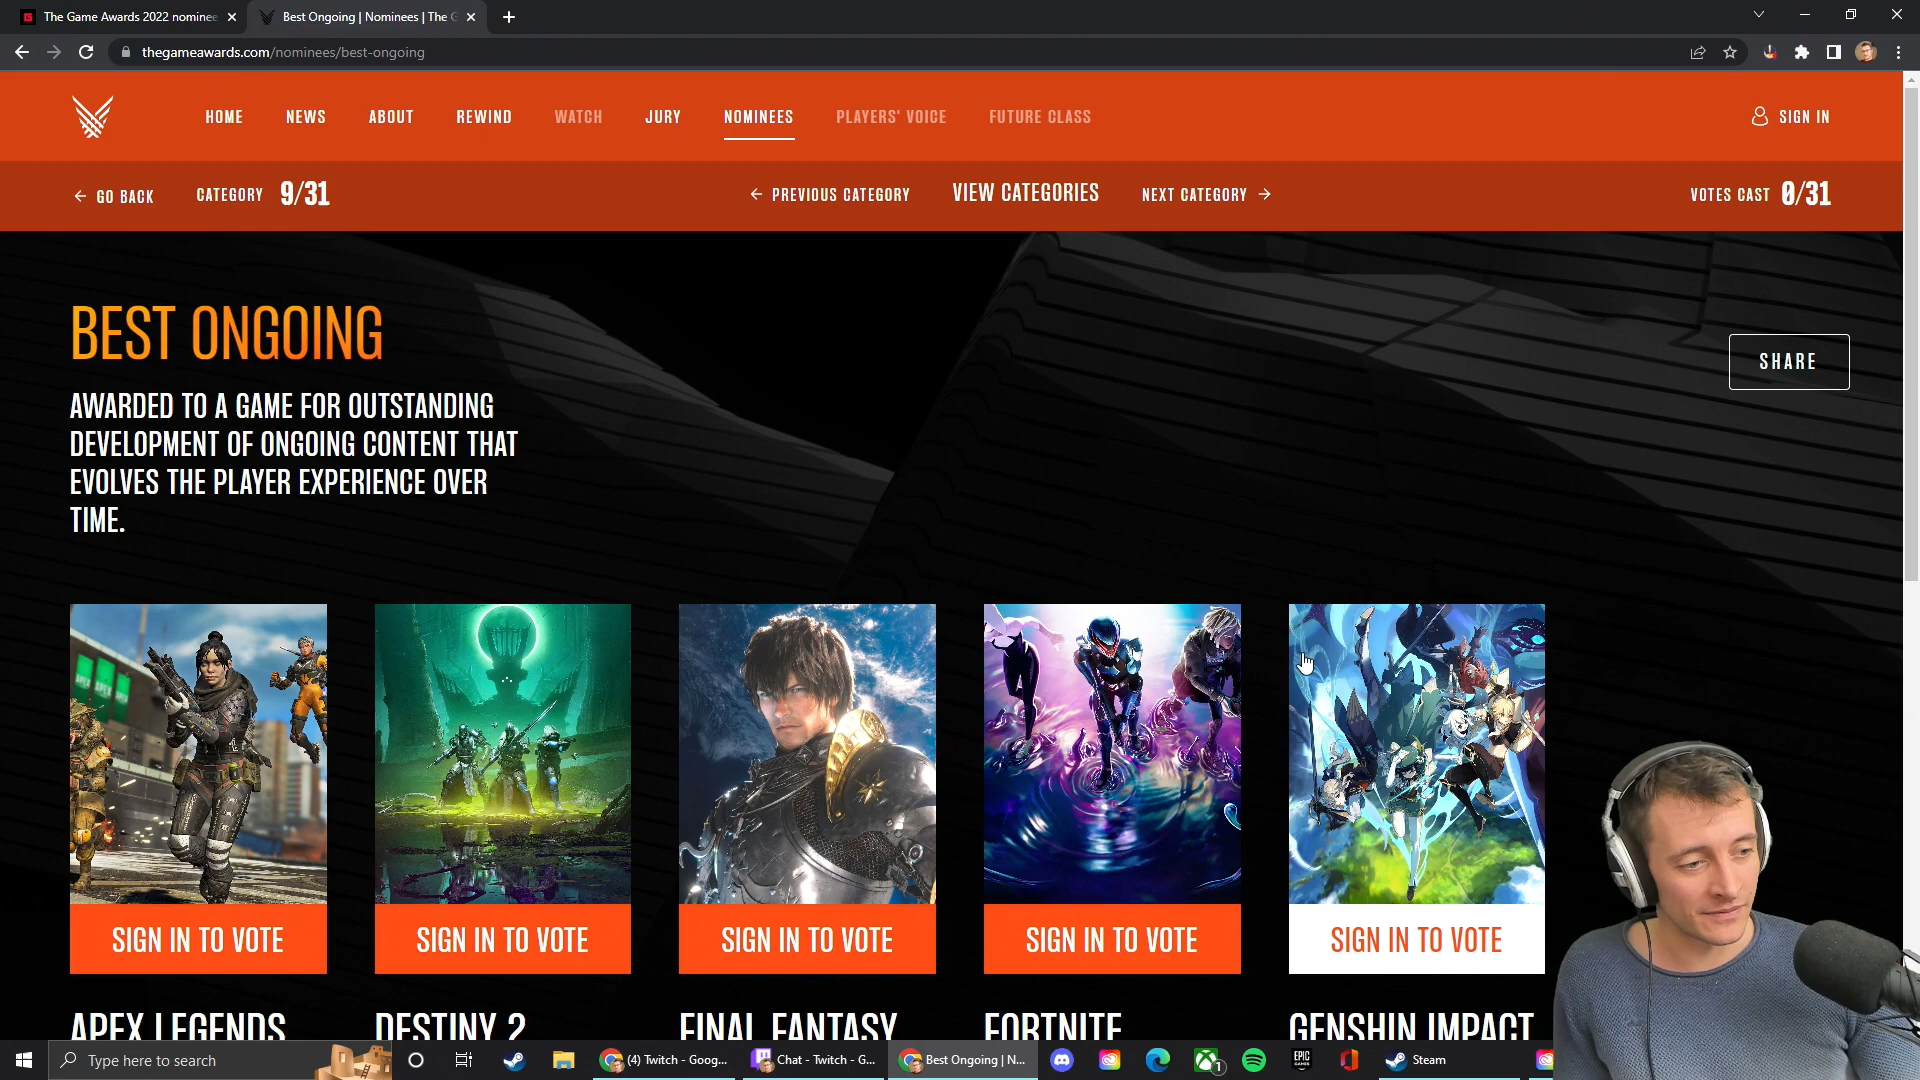 The Game Awards 2022 nomine
Best Ongoing | Nominees | The G
thegameawards.com/nominees/best-ongoing
HOME
NEWS
ABOUT
REWIND
WATCH
JURY
NOMINEES
PLAYERS' VOICE
FUTURE CLASS
SIGN IN
GO BACK
CATEGORY 9/31
PREVIOUS CATEGORY
VIEW CATEGORIES
NEXT CATEGORY
VOTES CAST 0/31
BEST ONGOING
SHARE
AWARDED TO A GAME FOR OUTSTANDING
DEVELOPMENT OF ONGOING CONTENT THAT
EVOLVES THE PLAYER EXPERIENCE OVER
TIME.
SIGN IN TO VOTE
SIGN IN TO VOTE
SIGN IN TO VOTE
SIGN IN TO VOTE
SIGN IN TO VOTE
APEX LEGENDS
DESTINY 2
FINAL FANTASY
FORTNITE
GENSHIN IMPACT
Type here to search
(4) Twitch - Goog...
Chat - Twitch - G...
Best Ongoing | N...
1
EPIC
GAMES
Steam